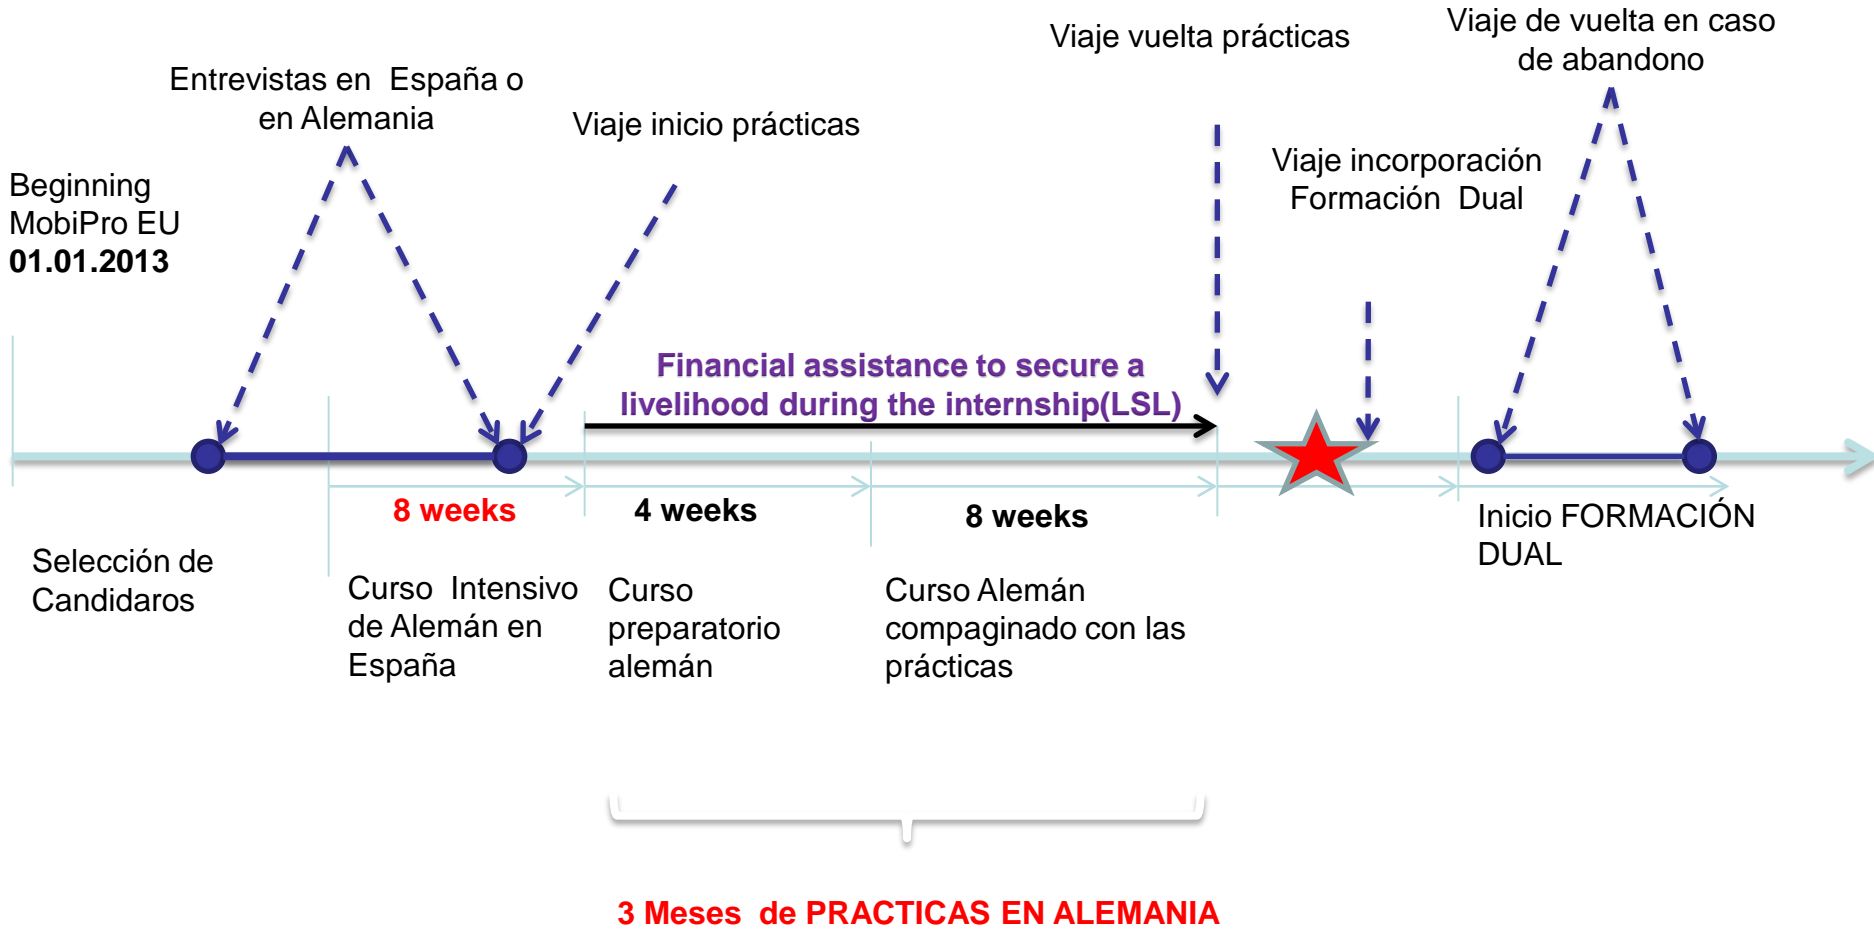 Viaje vuelta prácticas
Viaje de vuelta en caso
de abandono
Entrevistas en España o
en Alemania
Viaje inicio prácticas
Viaje incorporación
Formación Dual
Beginning
MobiPro EU
01.01.2013
Financial assistance to secure a
livelihood during the internship(LSL)
8 weeks
4 weeks
8 weeks
Inicio FORMACIÓN
DUAL
Selección de
Candidaros
Curso Intensivo
de Alemán en
España
Curso
preparatorio
alemán
Curso Alemán
compaginado con las
prácticas
3 Meses de PRACTICAS EN ALEMANIA